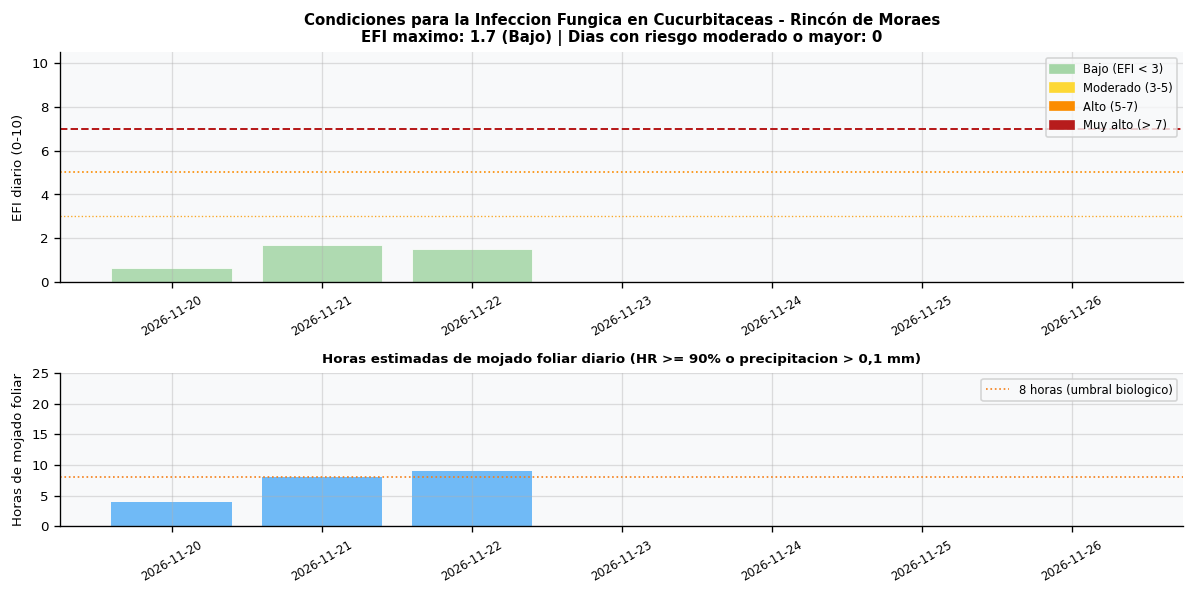 Condiciones para la Infeccion Fungica en Cucurbitaceas - Rincón de Moraes
EFI maximo: 1.7 (Bajo) | Dias con riesgo moderado o mayor: 0
EFI diario (0-10)
10
8
6
4
2
0
Bajo (EFI < 3)
Moderado (3-5)
Alto (5-7)
Muy alto (> 7)
2026-11-20
2026-11-21
2026-11-22
2026-11-23
2026-11-24
2026-11-25
2026-11-26
Horas estimadas de mojado foliar diario (HR >= 90% o precipitacion > 0,1 mm)
Horas de mojado foliar
25
20
15
10
5
0
8 horas (umbral biologico)
2026-11-20
2026-11-21
2026-11-22
2026-11-23
2026-11-24
2026-11-25
2026-11-26